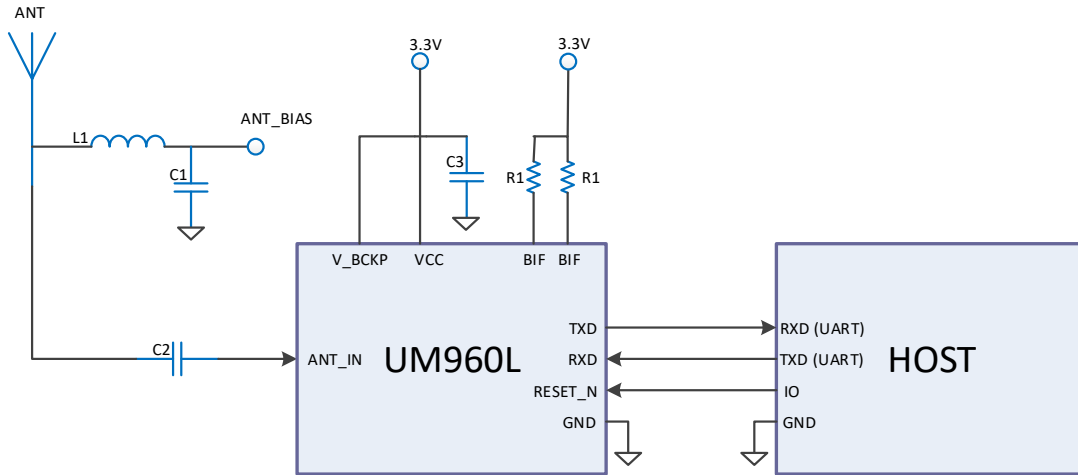 ANT
3.3V
3.3V
ANT_BIAS
L1
C1
C3
R1
R1
V_BCKP
VCC
BIF
BIF
TXD
RXD (UART)
C2
ANT_IN
UM960L
RXD
TXD (UART)
HOST
RESET_N
IO
GND
GND